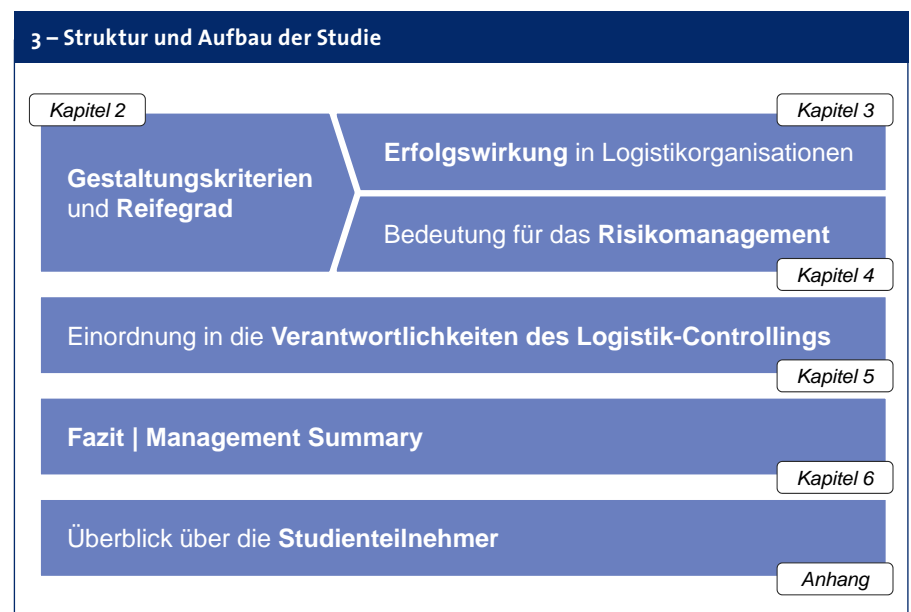 3 – Struktur und Aufbau der Studie
Kapitel 2
Gestaltungskriterien
und Reifegrad
Kapitel 3
Erfolgswirkung in Logistikorganisationen
Bedeutung für das Risikomanagement
Kapitel 4
Einordnung in die Verantwortlichkeiten des Logistik-Controllings
Kapitel 5
Fazit | Management Summary
Kapitel 6
Überblick über die Studienteilnehmer
Anhang